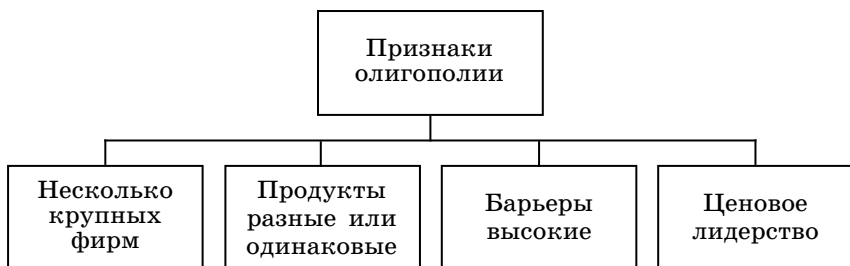 Признаки
олигополии
Несколько
крупных
фирм
Продукты
разные или
одинаковые
Барьеры
высокие
Ценовое
лидерство